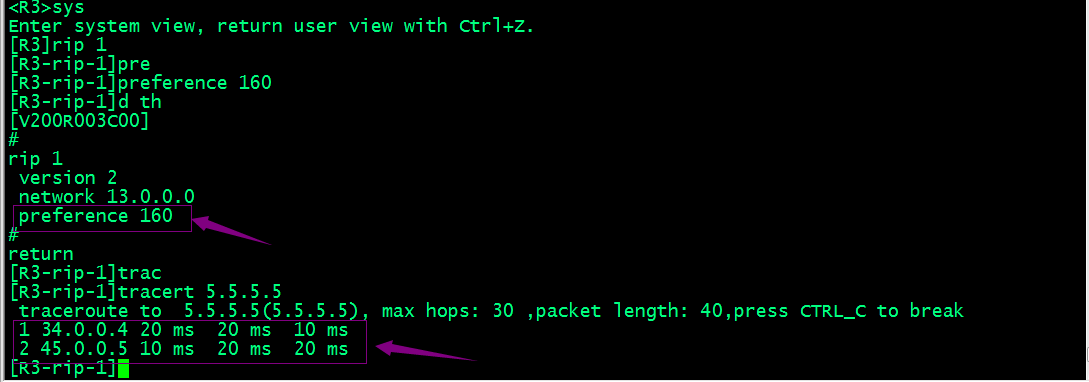 <R3>sys
Enter system view, return user view with Ctrl+Z.
[R3]rip 1
[R3-rip-1]pre
[R3-rip-1]preference 160
[R3-rip-1]d th
[V200R003C00]
#
rip 1
 version 2
 network 13.0.0.0
 preference 160
#
return
[R3-rip-1]trac
[R3-rip-1]tracert 5.5.5.5
 traceroute to  5.5.5.5(5.5.5.5), max hops: 30 ,packet length: 40,press CTRL_C to break
 1 34.0.0.4 20 ms  20 ms  10 ms
 2 45.0.0.5 10 ms  20 ms  20 ms
[R3-rip-1]